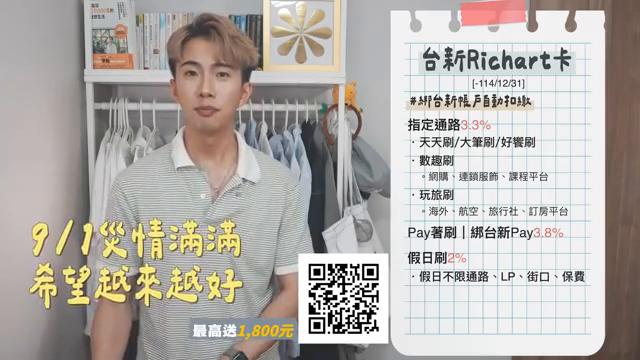 台新Richart卡
[-114/12/31]
#綁台新帳戶自動扣繳
指定通路3.3%
·天天刷/大筆刷/好饗刷
·數趣刷
。網購、連鎖服飾、課程平台
·玩旅刷
。海外、航空、旅行社、訂房平台
Pay著刷｜綁台新Pay3.8%
假日刷2%
·假日不限通路、LP、街口、保費
9/1災情滿滿
希望越來越好
最高送1,800元